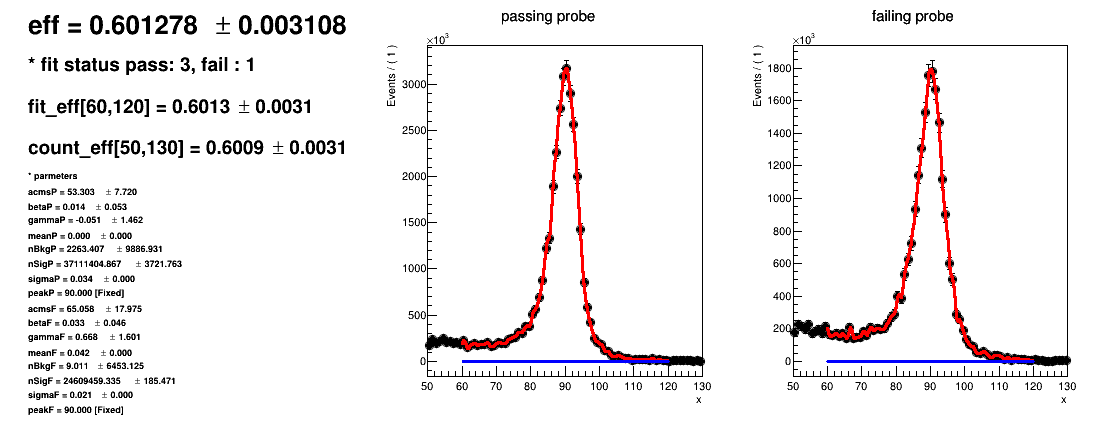 eff = 0.601278 ± 0.003108
* fit status pass: 3, fail : 1
fit_eff[60,120] = 0.6013 ± 0.0031
count_eff[50,130] = 0.6009 ± 0.0031
* parmeters
acmsP = 53.303 ± 7.720
betaP = 0.014 ± 0.053
gammaP = -0.051 ± 1.462
meanP = 0.000 ± 0.000
nBkgP = 2263.407 ± 9886.931
nSigP = 37111404.867 ± 3721.763
sigmaP = 0.034 ± 0.000
peakP = 90.000 [Fixed]
acmsF = 65.058 ± 17.975
betaF = 0.033 ± 0.046
gammaF = 0.668 ± 1.601
meanF = 0.042 ± 0.000
nBkgF = 9.011 ± 6453.125
nSigF = 24609459.335 ± 185.471
sigmaF = 0.021 ± 0.000
peakF = 90.000 [Fixed]
passing probe
×10³
Events / ( 1 )
3000
2500
2000
1500
1000
500
0
50 60 70 80 90 100 110 120 130
x
failing probe
×10³
Events / ( 1 )
1800
1600
1400
1200
1000
800
600
400
200
0
50 60 70 80 90 100 110 120 130
x